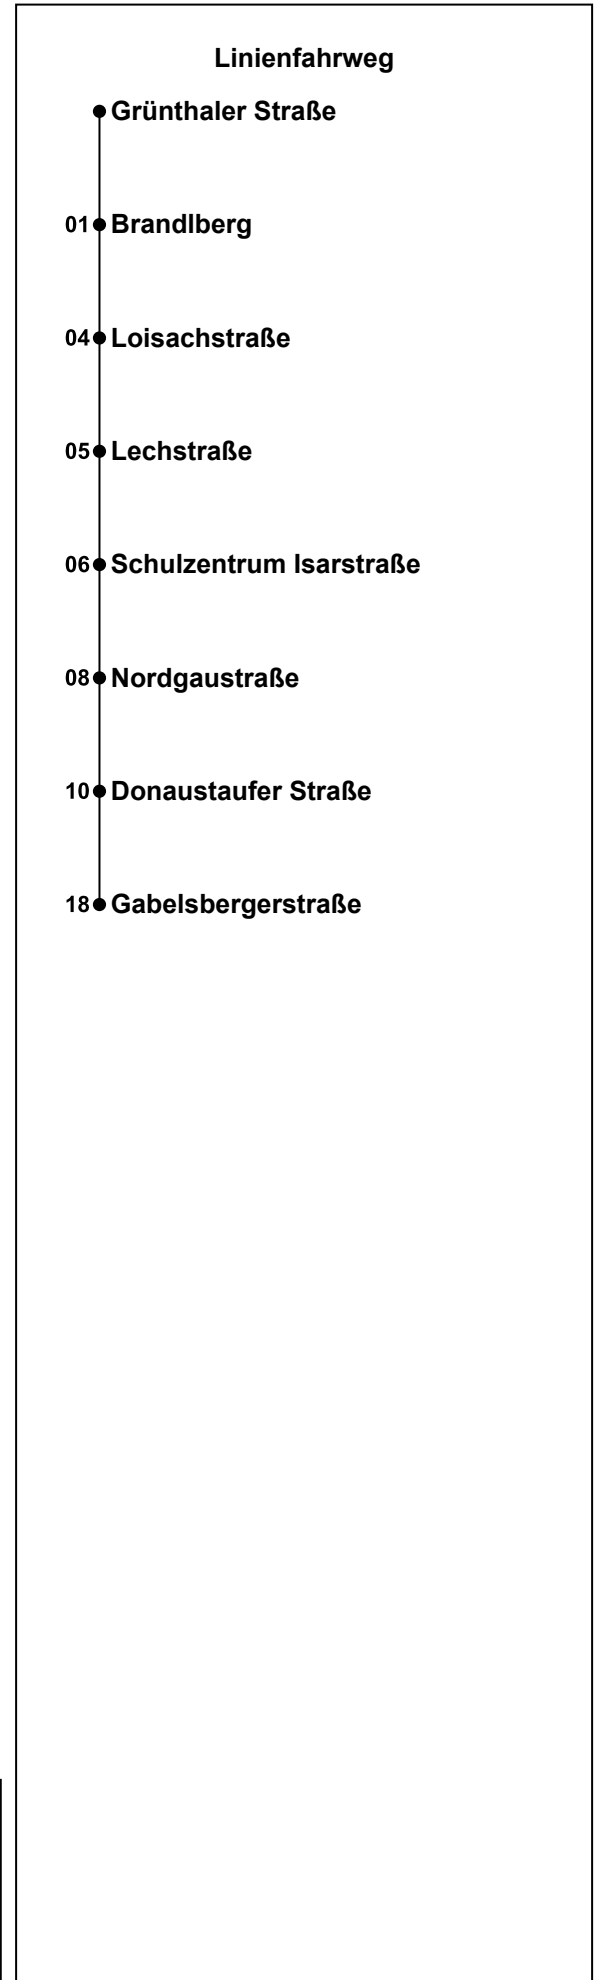 Linienfahrweg
Grünthaler Straße
01 Brandlberg
04 Loisachstraße
05 Lechstraße
06 Schulzentrum Isarstraße
08 Nordgaustraße
10 Donaustaufer Straße
18 Gabelsbergerstraße